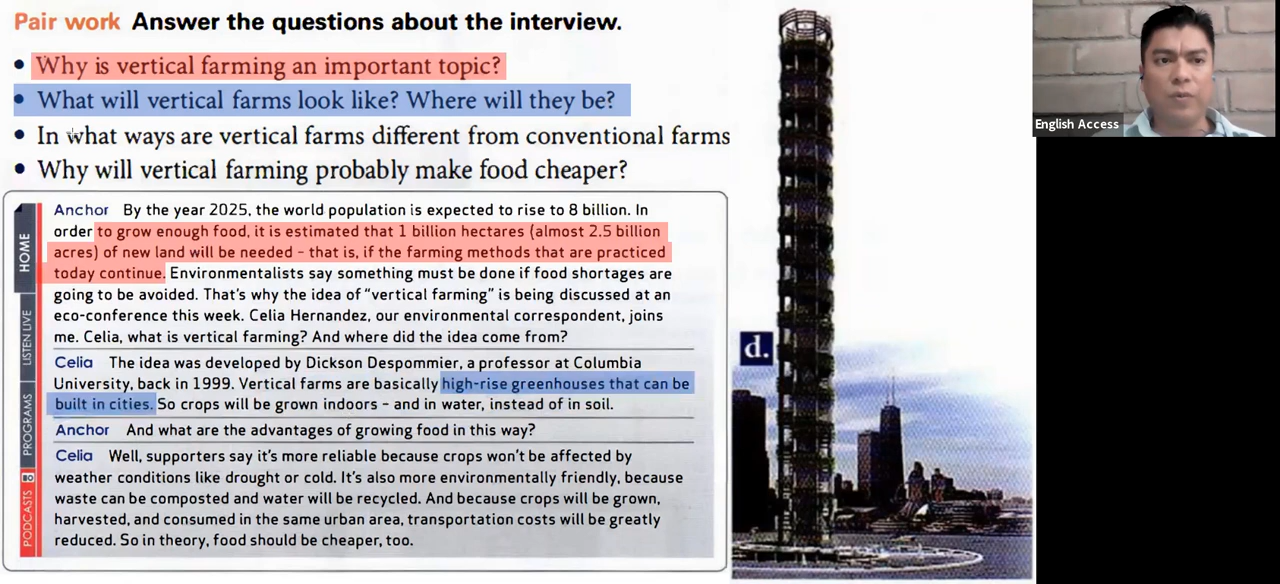 Pair work Answer the questions about the interview.
• Why is vertical farming an important topic?
• What will vertical farms look like? Where will they be?
• In what ways are vertical farms different from conventional farms
• Why will vertical farming probably make food cheaper?
English Access
HOME
LISTEN LIVE
PROGRAMS
PODCASTS
Anchor By the year 2025, the world population is expected to rise to 8 billion. In
order to grow enough food, it is estimated that 1 billion hectares (almost 2.5 billion
acres) of new land will be needed – that is, if the farming methods that are practiced
today continue. Environmentalists say something must be done if food shortages are
going to be avoided. That's why the idea of “vertical farming” is being discussed at an
eco-conference this week. Celia Hernandez, our environmental correspondent, joins
me. Celia, what is vertical farming? And where did the idea come from?
Celia The idea was developed by Dickson Despommier, a professor at Columbia
University, back in 1999. Vertical farms are basically high-rise greenhouses that can be
built in cities. So crops will be grown indoors – and in water, instead of in soil.
Anchor And what are the advantages of growing food in this way?
Celia Well, supporters say it's more reliable because crops won't be affected by
weather conditions like drought or cold. It's also more environmentally friendly, because
waste can be composted and water will be recycled. And because crops will be grown,
harvested, and consumed in the same urban area, transportation costs will be greatly
reduced. So in theory, food should be cheaper, too.
d.